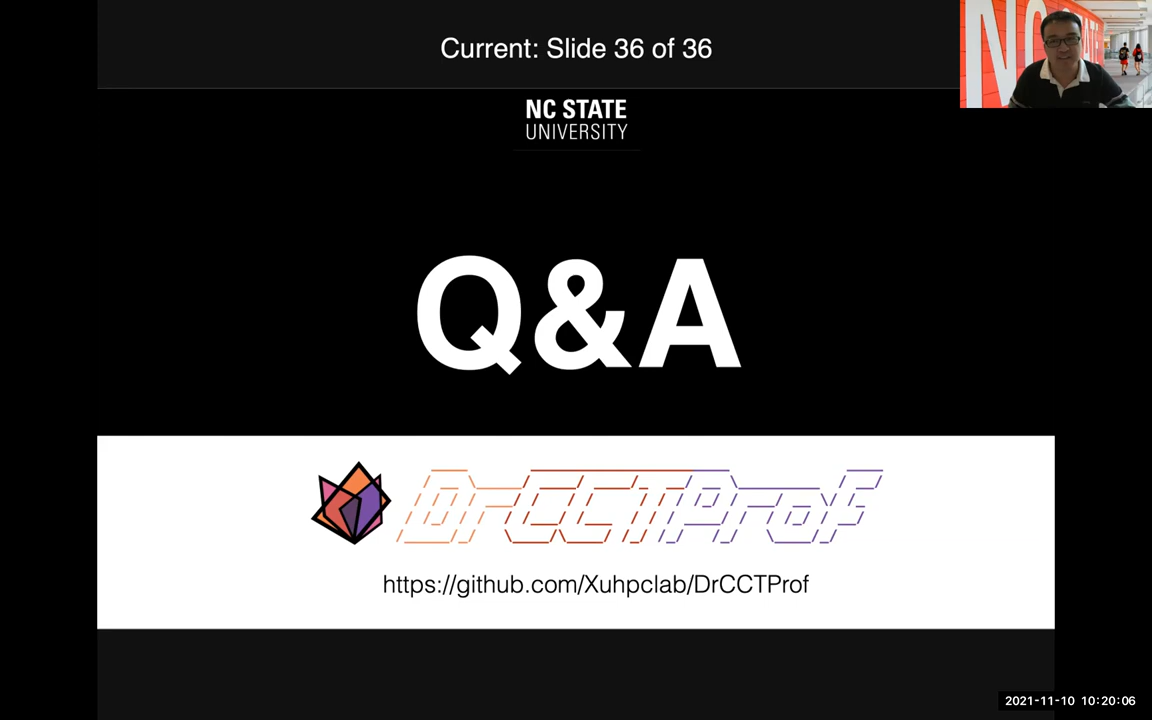 Current: Slide 36 of 36
NC STATE
UNIVERSITY
Q&A
DrCCTProf
https://github.com/Xuhpclab/DrCCTProf
2021-11-10 10:20:06